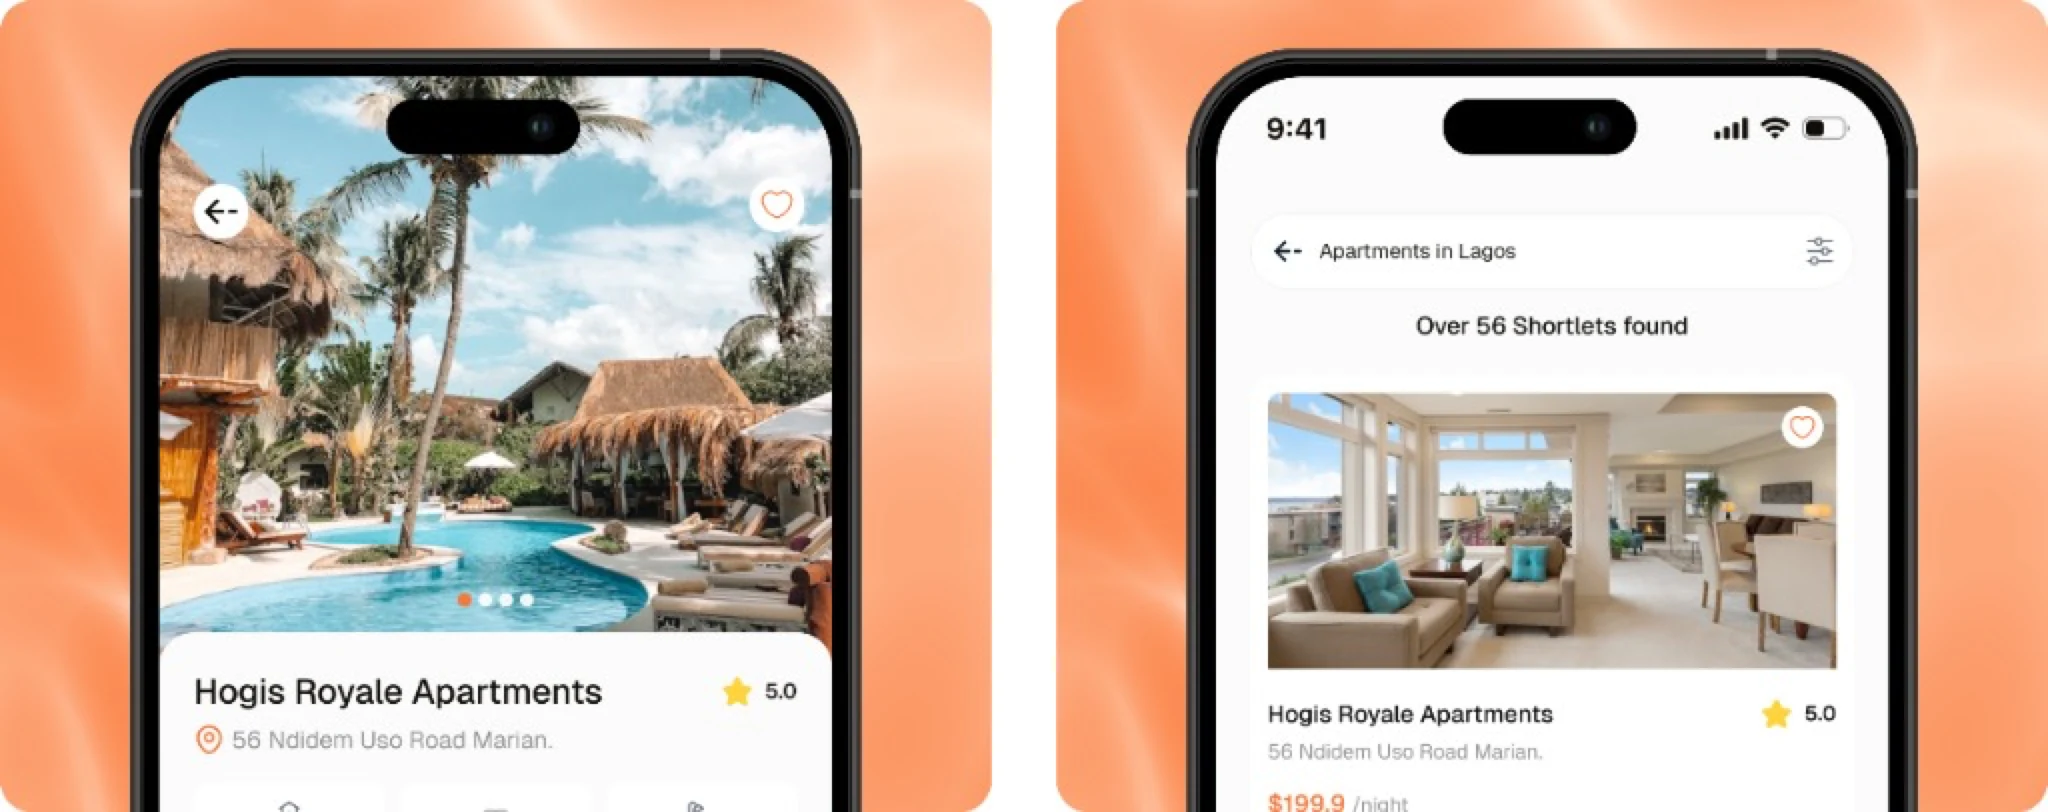 Hogis Royale Apartments
5.0
56 Ndidem Uso Road Marian.
9:41
Apartments in Lagos
Over 56 Shortlets found
Hogis Royale Apartments
5.0
56 Ndidem Uso Road Marian.
$199.9 /night